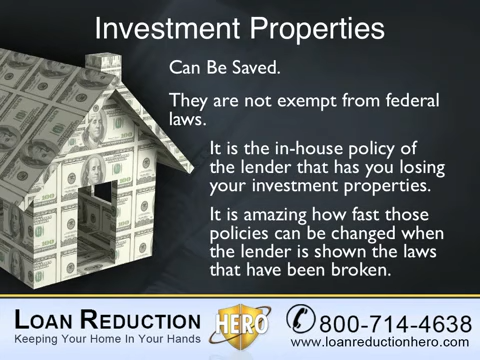 Investment Properties
Can Be Saved.
They are not exempt from federal
laws.
It is the in-house policy of
the lender that has you losing
your investment properties.
It is amazing how fast those
policies can be changed when
the lender is shown the laws
that have been broken.
LOAN REDUCTION HERO 800-714-4638
Keeping Your Home In Your Hands www.loanreductionhero.com